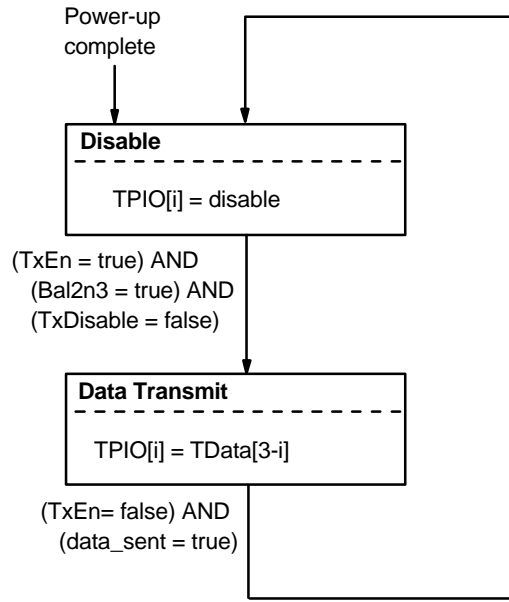 Power-up
complete
Disable
TPIO[i] = disable
(TxEn = true) AND
(Bal2n3 = true) AND
(TxDisable = false)
Data Transmit
TPIO[i] = TData[3-i]
(TxEn= false) AND
(data_sent = true)